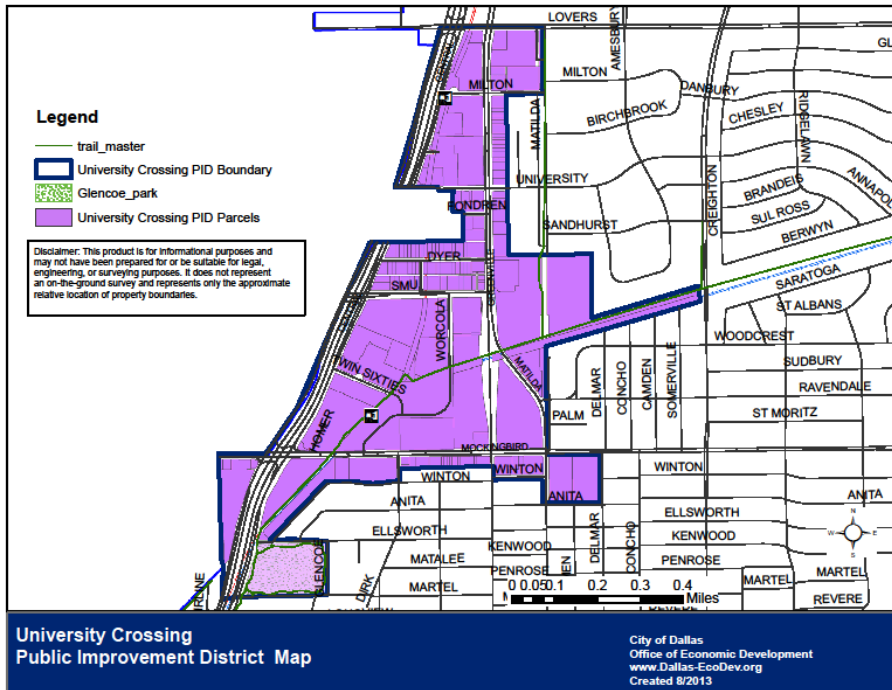 LOVERS
AMESBURY
MILTON
MILTON
DANBURY
BIRCHBROOK
CHESLEY
RIDGELAWN
MATILDA
Legend
trail_master
University Crossing PID Boundary
Glencoe_park
University Crossing PID Parcels
UNIVERSITY
CREIGHTON
BRANDEIS
SUL ROSS
BERWYN
SANDHURST
Disclaimer: This product is for informational purposes and
may not have been prepared for or be suitable for legal,
engineering, or surveying purposes. It does not represent
an on-the-ground survey and represents only the approximate
relative location of property boundaries.
DYER
SMU
SARATOGA
ST ALBANS
WORCOLA
WOODCREST
TWIN SIXTIES
MATILDA
SUDBURY
RAVENDALE
PALM
DELMAR
CONCHO
CAMDEN
SOMERVILLE
ST MORITZ
HOMER
MOCKINGBIRD
WINTON
WINTON
WINTON
ANITA
ANITA
ANITA
ELLSWORTH
ELLSWORTH
DELMAR
CONCHO
KENWOOD
KENWOOD
N
W
E
S
GLENCOE
MATALEE
PENROSE
PENROSE
DIRK
MARTEL
MARTEL
MARTEL
REVERE
0 0.05 0.1 0.2 0.3 0.4
Miles
University Crossing
Public Improvement District Map
City of Dallas
Office of Economic Development
www.Dallas-EcoDev.org
Created 8/2013